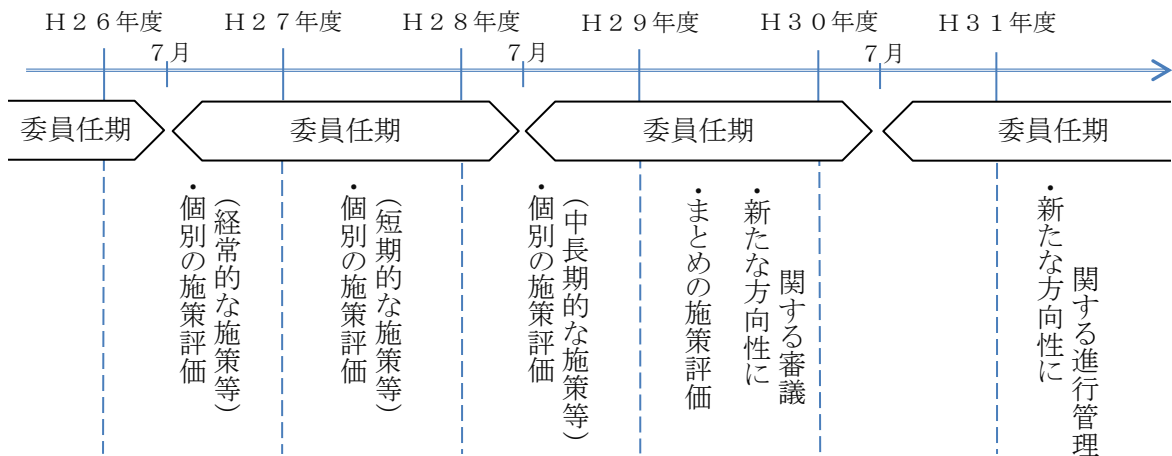 H26年度
H27年度
H28年度
H29年度
H30年度
H31年度
7月
7月
7月
委員任期
委員任期
委員任期
委員任期
・個別の施策評価
(経常的な施策等)
・個別の施策評価
(短期的な施策等)
・個別の施策評価
(中長期的な施策等)
・まとめの施策評価
・新たな方向性に
関する審議
・新たな方向性に
関する進行管理